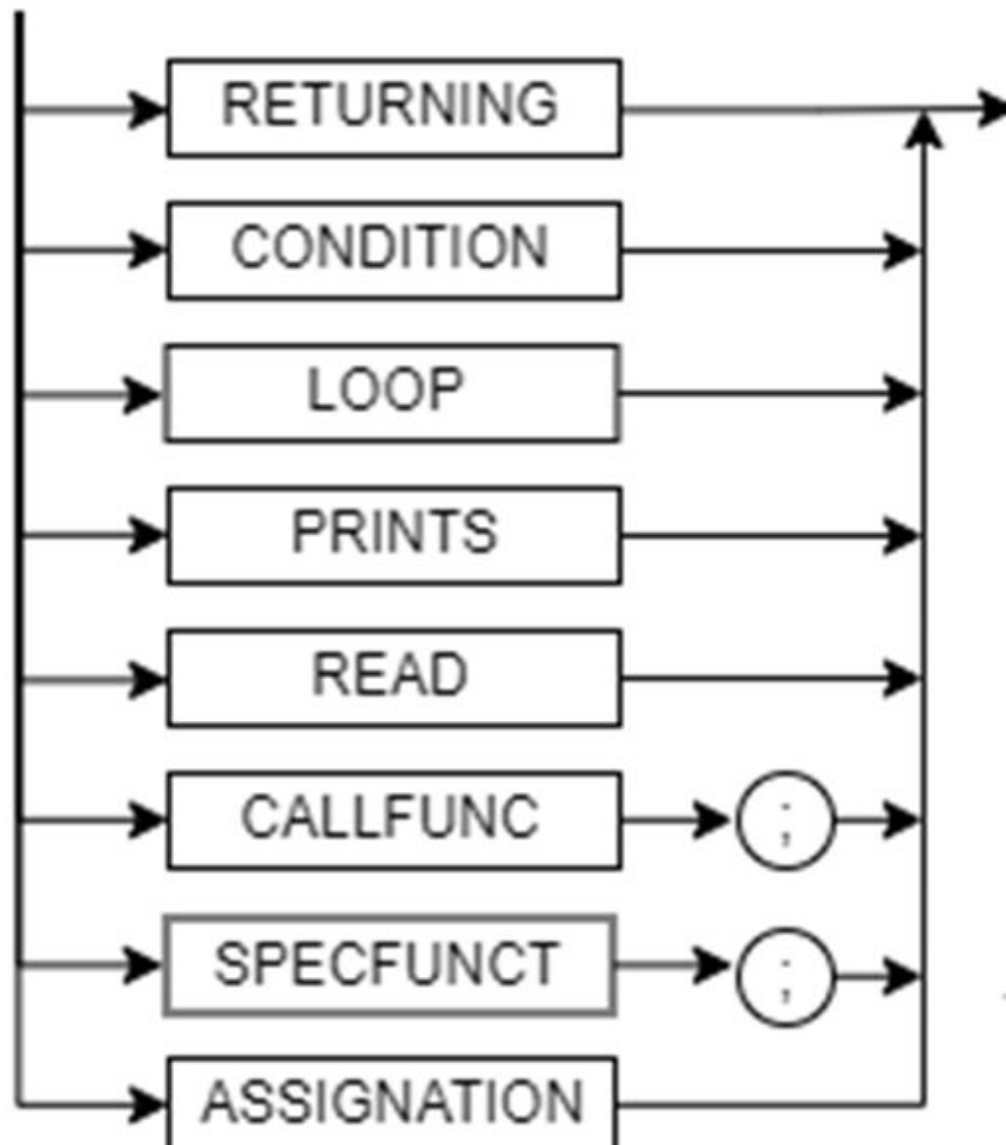 RETURNING
CONDITION
LOOP
PRINTS
READ
CALLFUNC ;
SPECFUNCT ;
ASSIGNATION